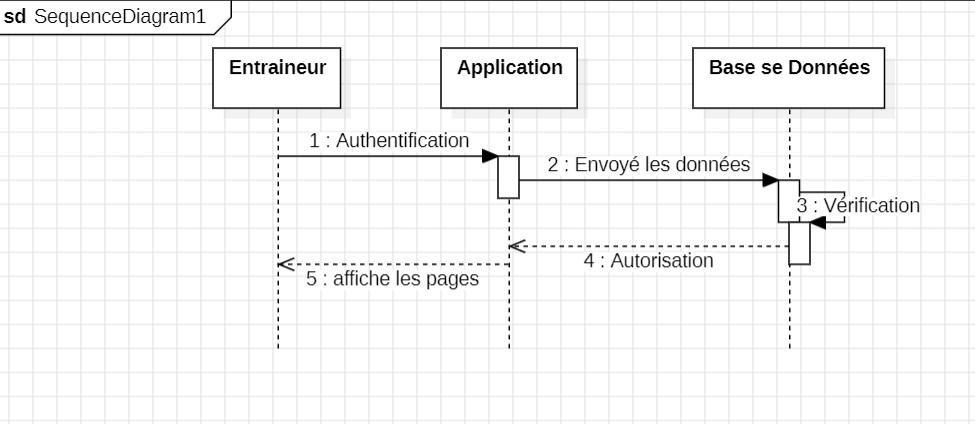 sd SequenceDiagram1
Entraineur
Application
Base se Données
1 : Authentification
2 : Envoyé les données
3 : Vérification
4 : Autorisation
5 : affiche les pages